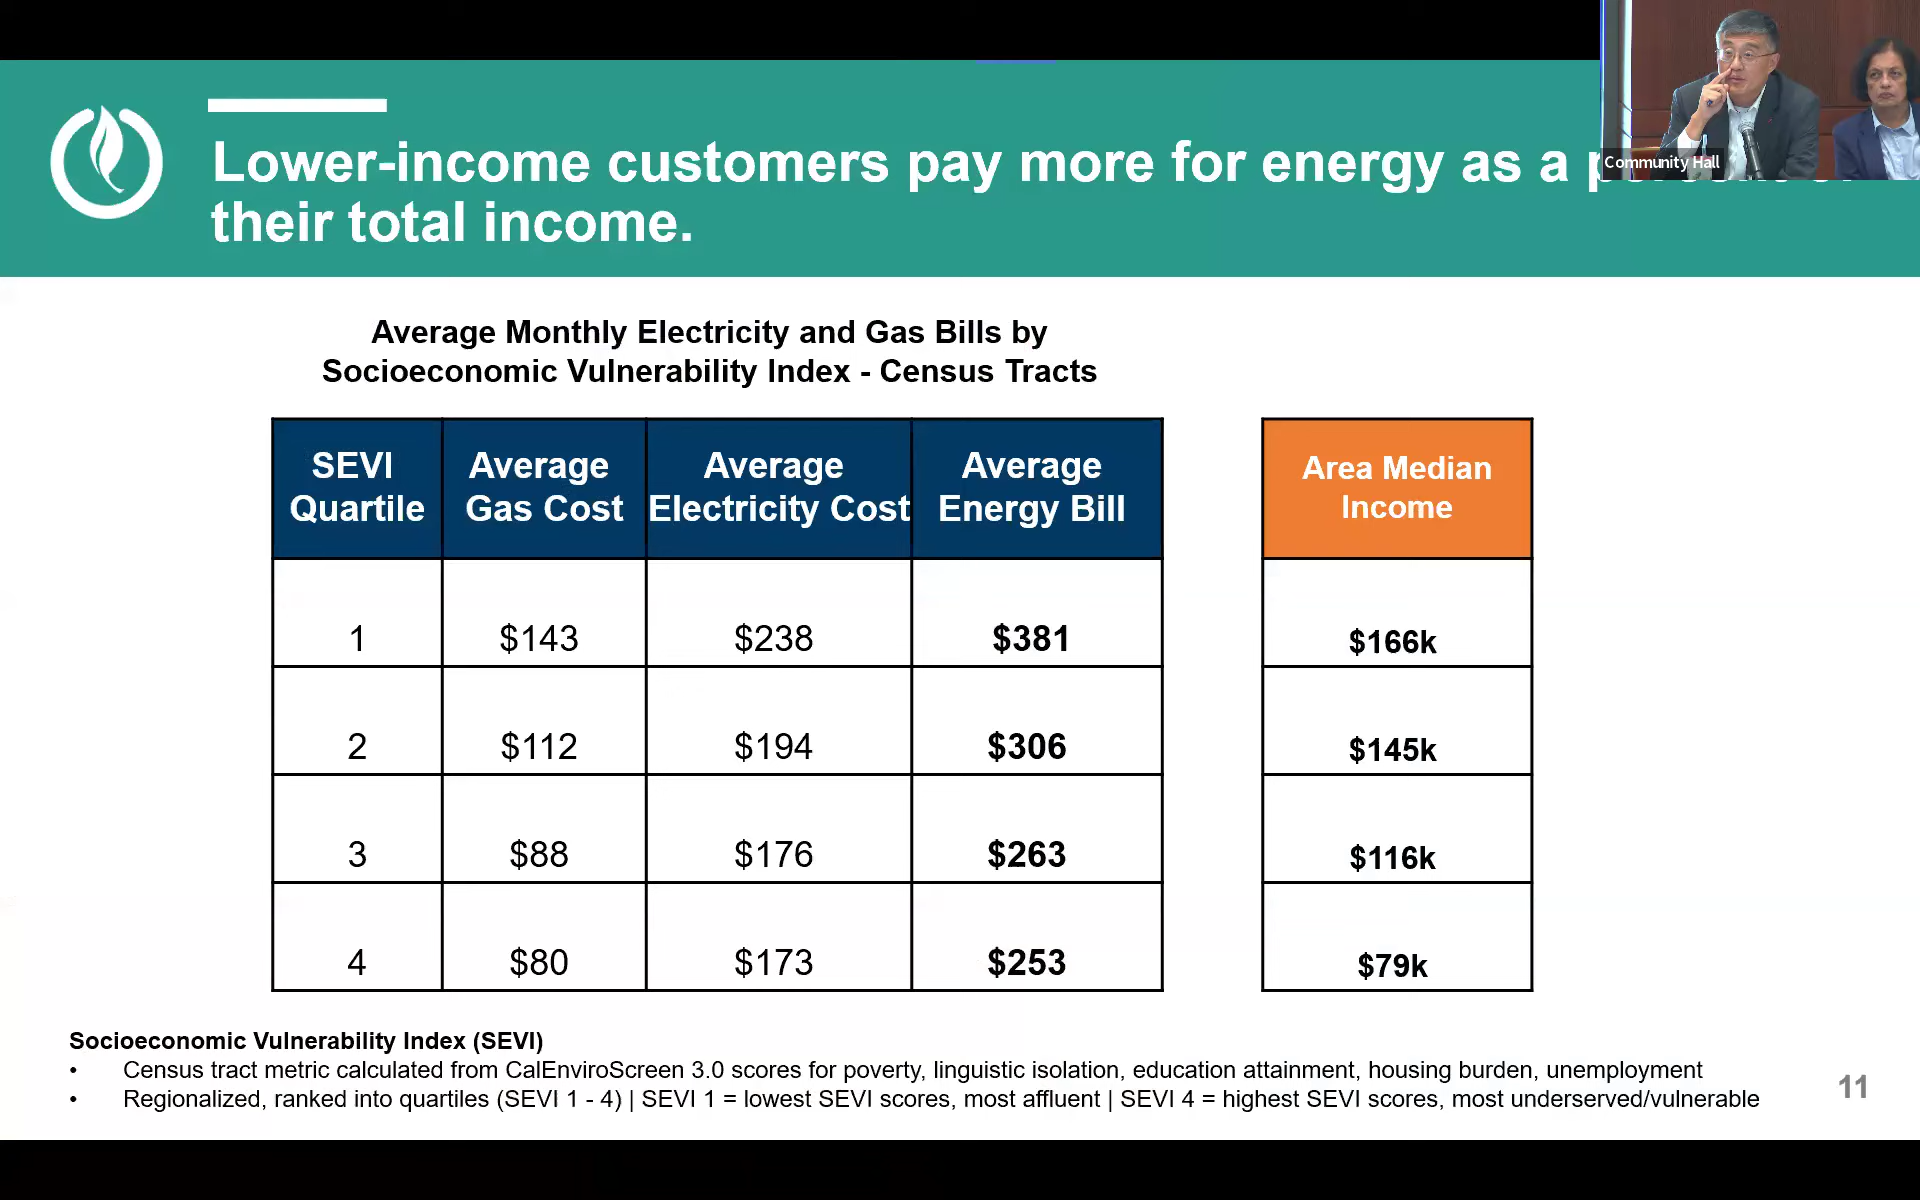 Community Hall
Lower-income customers pay more for energy as a
their total income.
Average Monthly Electricity and Gas Bills by
Socioeconomic Vulnerability Index - Census Tracts
SEVI Quartile
Average Gas Cost
Average Electricity Cost
Average Energy Bill
Area Median Income
1 $143 $238 $381 $166k
2 $112 $194 $306 $145k
3 $88 $176 $263 $116k
4 $80 $173 $253 $79k
Socioeconomic Vulnerability Index (SEVI)
• Census tract metric calculated from CalEnviroScreen 3.0 scores for poverty, linguistic isolation, education attainment, housing burden, unemployment
• Regionalized, ranked into quartiles (SEVI 1 - 4) | SEVI 1 = lowest SEVI scores, most affluent | SEVI 4 = highest SEVI scores, most underserved/vulnerable
11